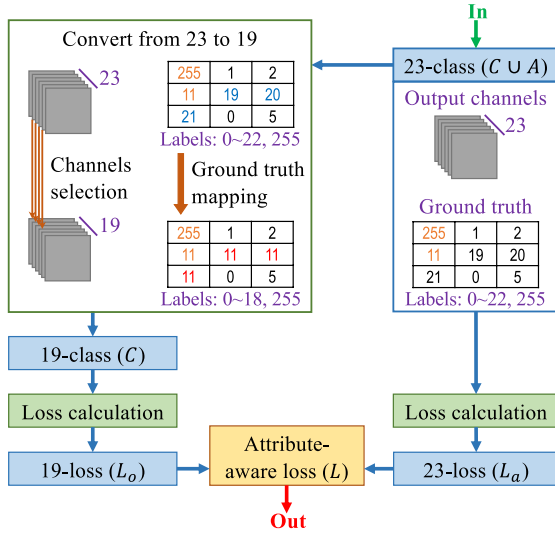 In
Convert from 23 to 19
23-class (C ∪ A)
23
255 1 2
11 19 20
21 0 5
Labels: 0~22, 255
Channels
selection
Ground truth
mapping
19
255 1 2
11 11 11
11 0 5
Labels: 0~18, 255
Output channels
23
Ground truth
255 1 2
11 19 20
21 0 5
Labels: 0~22, 255
19-class (C)
Loss calculation
Loss calculation
19-loss (Lₒ)
Attribute-
aware loss (L)
23-loss (Lₐ)
Out